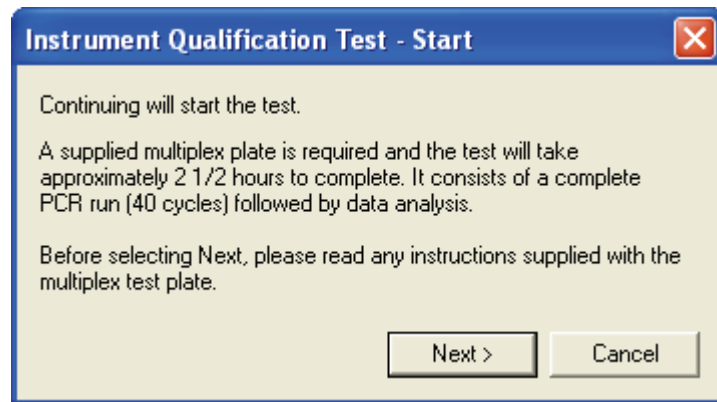 Instrument Qualification Test - Start
Continuing will start the test.
A supplied multiplex plate is required and the test will take
approximately 2 1/2 hours to complete. It consists of a complete
PCR run (40 cycles) followed by data analysis.
Before selecting Next, please read any instructions supplied with the
multiplex test plate.
Next > Cancel